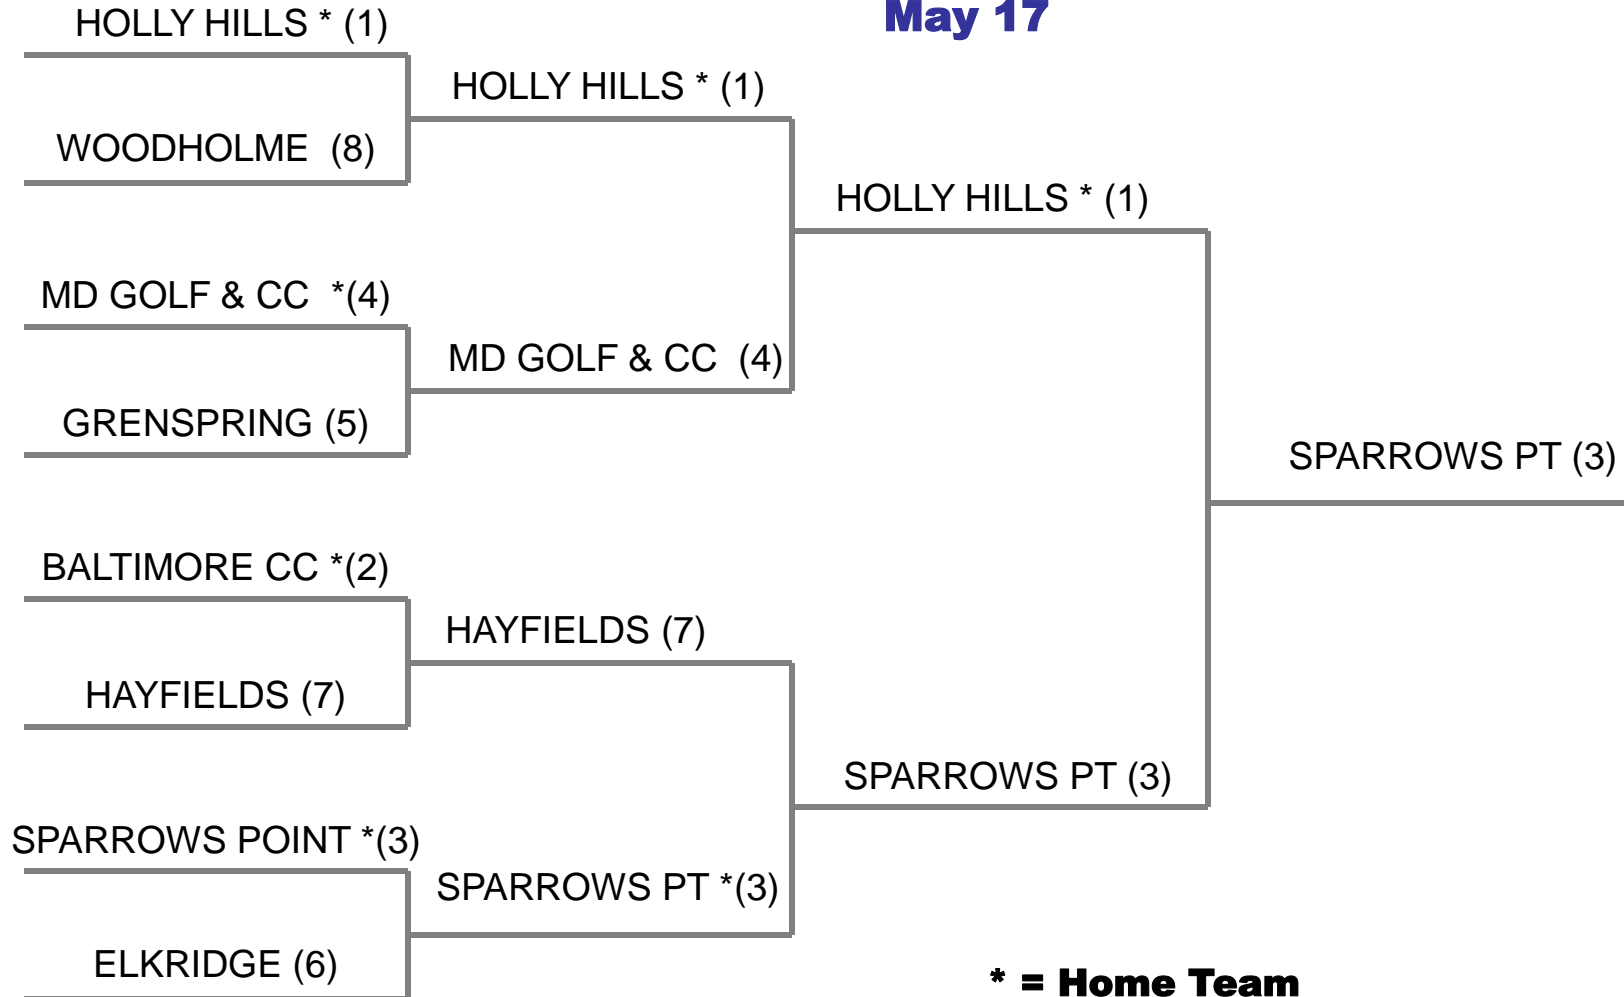 May 17
HOLLY HILLS * (1)
WOODHOLME (8)
MD GOLF & CC *(4)
GRENSPRING (5)
BALTIMORE CC *(2)
HAYFIELDS (7)
SPARROWS POINT *(3)
ELKRIDGE (6)
HOLLY HILLS * (1)
MD GOLF & CC (4)
HAYFIELDS (7)
SPARROWS PT *(3)
HOLLY HILLS * (1)
SPARROWS PT (3)
SPARROWS PT (3)
* = Home Team